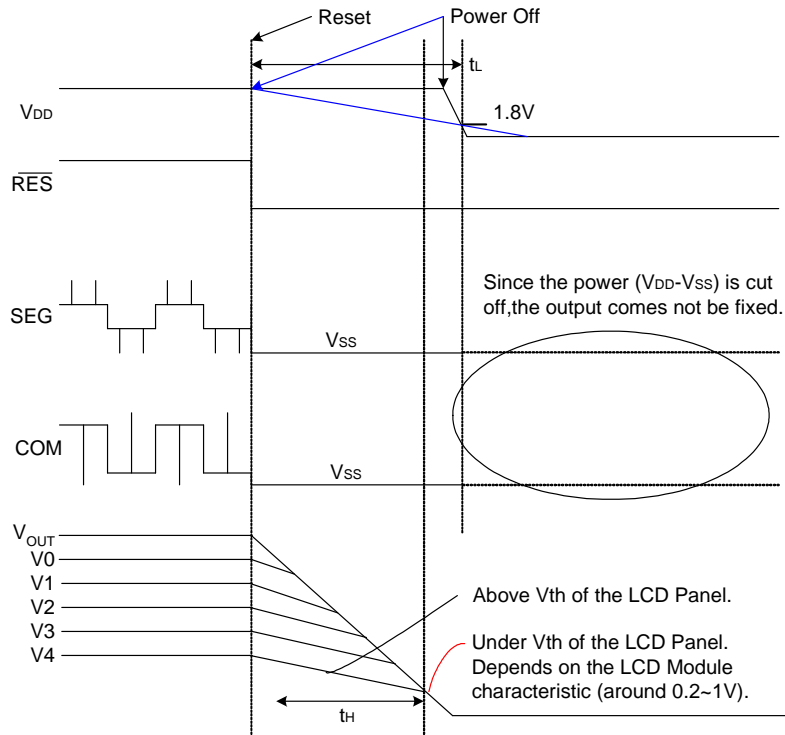 Reset
Power Off
tL
VDD
1.8V
RES
Since the power (VDD-VSS) is cut
off,the output comes not be fixed.
SEG
VSS
COM
VSS
VOUT
V0
V1
V2
V3
V4
Above Vth of the LCD Panel.
Under Vth of the LCD Panel.
Depends on the LCD Module
characteristic (around 0.2~1V).
tH